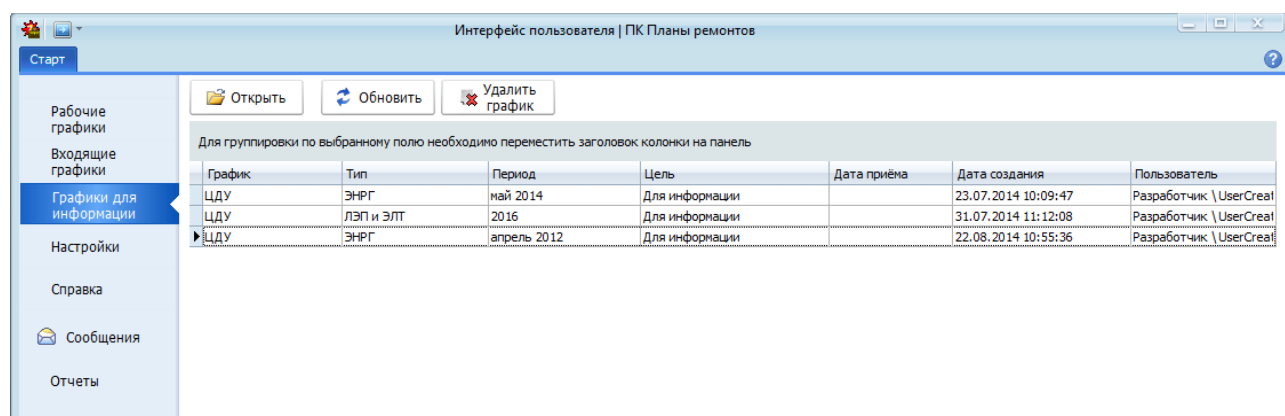 Интерфейс пользователя | ПК Планы ремонтов
Старт
Рабочие
графики
Входящие
графики
Графики для
информации
Настройки
Справка
Сообщения
Отчеты
Открыть Обновить Удалить
график
Для группировки по выбранному полю необходимо переместить заголовок колонки на панель
График Тип Период Цель Дата приёма Дата создания Пользователь
ЦДУ ЭНРГ май 2014 Для информации 23.07.2014 10:09:47 Разработчик \ UserCreat
ЦДУ ЛЭП и ЭЛТ 2016 Для информации 31.07.2014 11:12:08 Разработчик \ UserCreat
ЦДУ ЭНРГ апрель 2012 Для информации 22.08.2014 10:55:36 Разработчик \ UserCreat